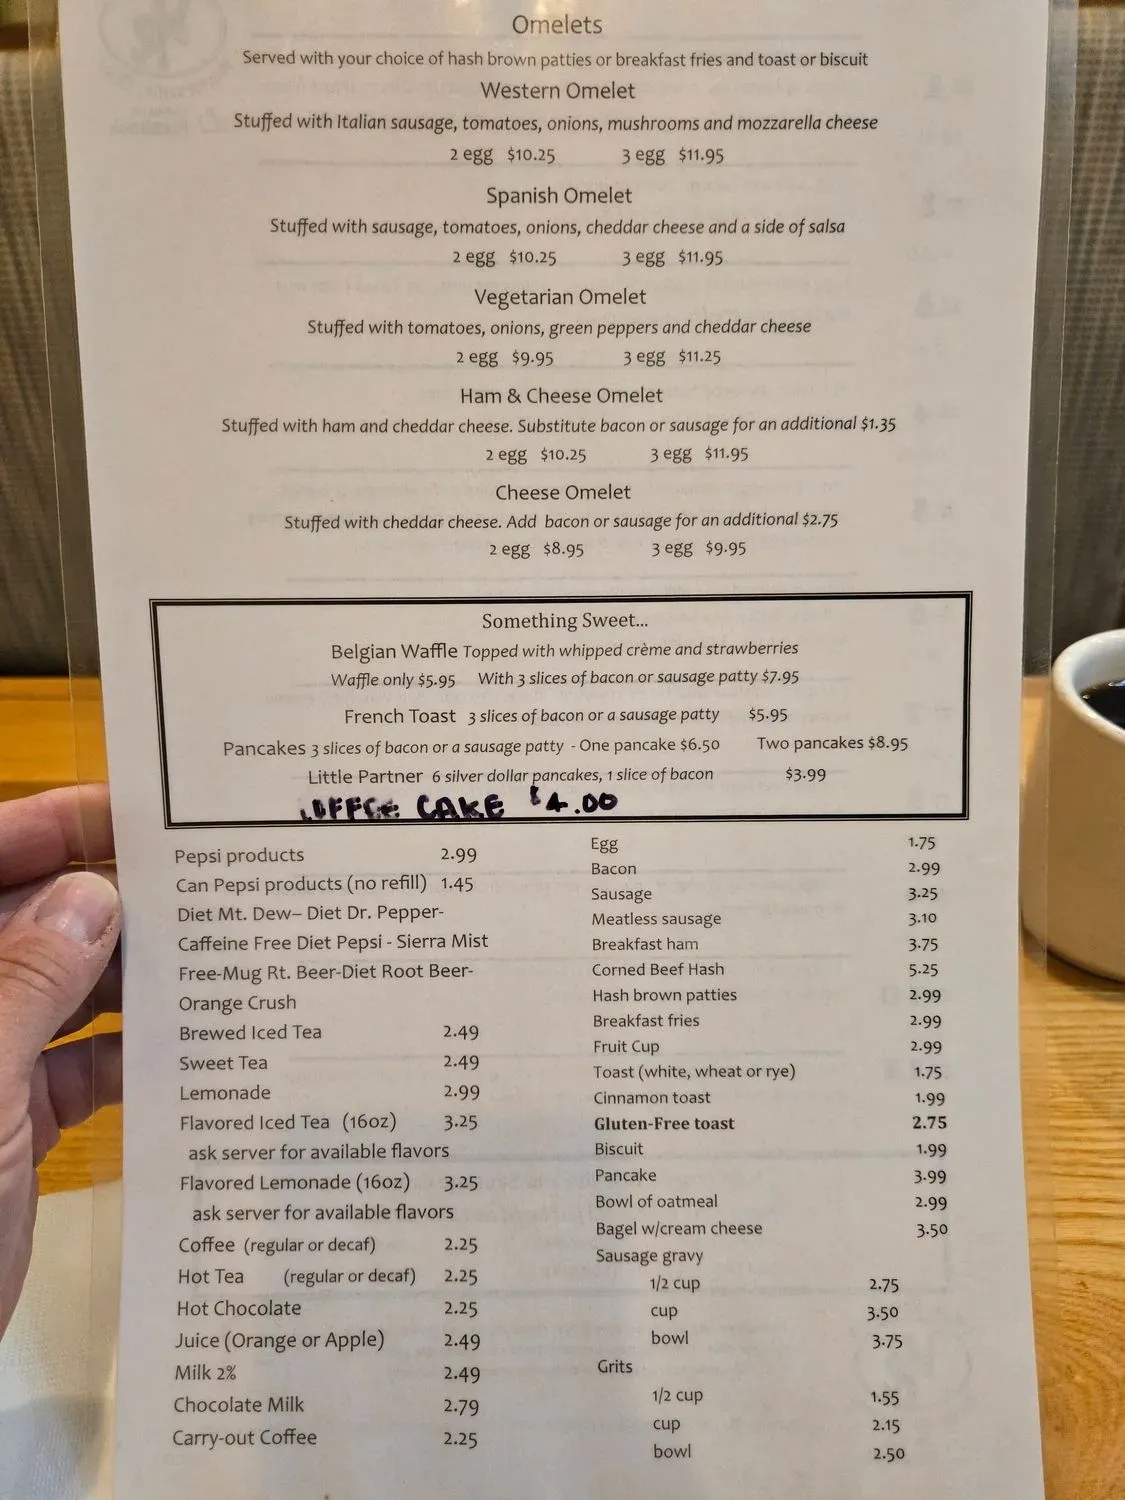 Omelets
Served with your choice of hash brown patties or breakfast fries and toast or biscuit
Western Omelet
Stuffed with Italian sausage, tomatoes, onions, mushrooms and mozzarella cheese
2 egg $10.25 3 egg $11.95
Spanish Omelet
Stuffed with sausage, tomatoes, onions, cheddar cheese and a side of salsa
2 egg $10.25 3 egg $11.95
Vegetarian Omelet
Stuffed with tomatoes, onions, green peppers and cheddar cheese
2 egg $9.95 3 egg $11.25
Ham & Cheese Omelet
Stuffed with ham and cheddar cheese. Substitute bacon or sausage for an additional $1.35
2 egg $10.25 3 egg $11.95
Cheese Omelet
Stuffed with cheddar cheese. Add bacon or sausage for an additional $2.75
2 egg $8.95 3 egg $9.95
Something Sweet...
Belgian Waffle Topped with whipped crème and strawberries
Waffle only $5.95 With 3 slices of bacon or sausage patty $7.95
French Toast 3 slices of bacon or a sausage patty $5.95
Pancakes 3 slices of bacon or a sausage patty - One pancake $6.50 Two pancakes $8.95
Little Partner 6 silver dollar pancakes, 1 slice of bacon $3.99
COFFEE CAKE $4.00
Pepsi products 2.99
Can Pepsi products (no refill) 1.45
Diet Mt. Dew– Diet Dr. Pepper-
Caffeine Free Diet Pepsi - Sierra Mist
Free-Mug Rt. Beer-Diet Root Beer-
Orange Crush
Brewed Iced Tea 2.49
Sweet Tea 2.49
Lemonade 2.99
Flavored Iced Tea (16oz) 3.25
ask server for available flavors
Flavored Lemonade (16oz) 3.25
ask server for available flavors
Coffee (regular or decaf) 2.25
Hot Tea (regular or decaf) 2.25
Hot Chocolate 2.25
Juice (Orange or Apple) 2.49
Milk 2% 2.49
Chocolate Milk 2.79
Carry-out Coffee 2.25
Egg 1.75
Bacon 2.99
Sausage 3.25
Meatless sausage 3.10
Breakfast ham 3.75
Corned Beef Hash 5.25
Hash brown patties 2.99
Breakfast fries 2.99
Fruit Cup 2.99
Toast (white, wheat or rye) 1.75
Cinnamon toast 1.99
Gluten-Free toast 2.75
Biscuit 1.99
Pancake 3.99
Bowl of oatmeal 2.99
Bagel w/cream cheese 3.50
Sausage gravy
1/2 cup 2.75
cup 3.50
bowl 3.75
Grits
1/2 cup 1.55
cup 2.15
bowl 2.50